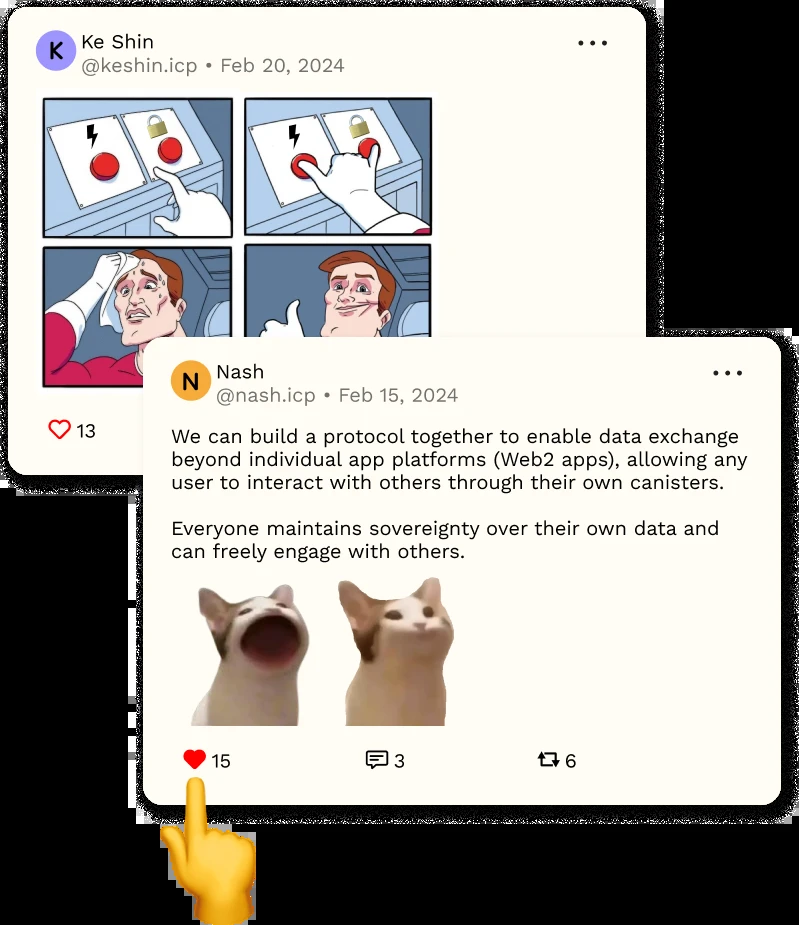 K
Ke Shin
@keshin.icp • Feb 20, 2024
13
N
Nash
@nash.icp • Feb 15, 2024
We can build a protocol together to enable data exchange
beyond individual app platforms (Web2 apps), allowing any
user to interact with others through their own canisters.
Everyone maintains sovereignty over their own data and
can freely engage with others.
15 3 6